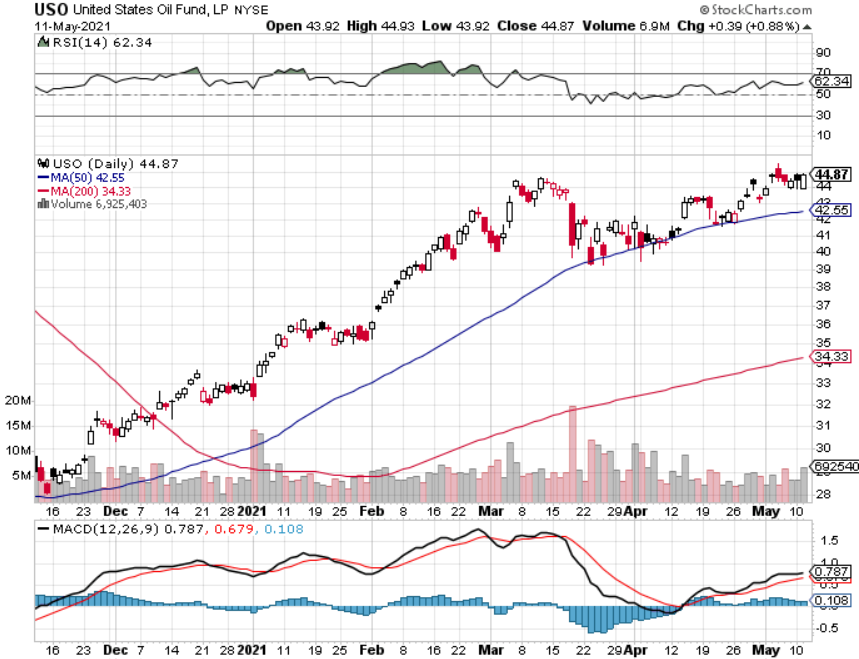 USO United States Oil Fund, LP NYSE © StockCharts.com
11-May-2021 Open 43.92 High 44.93 Low 43.92 Close 44.87 Volume 6.9M Chg +0.39 (+0.88%)
RSI(14) 62.34
90
70
62.34
50
30
10
USO (Daily) 44.87
MA(50) 42.55
MA(200) 34.33
Volume 6,925,403
44.87
44
42.55
42
41
40
39
38
37
36
35
34.33
33
32
31
30
692540
28
20M
15M
10M
5M
16 23 Dec 7 14 21 28 2021 11 19 25 Feb 8 16 22 Mar 8 15 22 29 Apr 12 19 26 May 10
MACD(12,26,9) 0.787, 0.679, 0.108
1.5
1.0
0.787
0.108
-0.5
16 23 Dec 7 14 21 28 2021 11 19 25 Feb 8 16 22 Mar 8 15 22 29 Apr 12 19 26 May 10